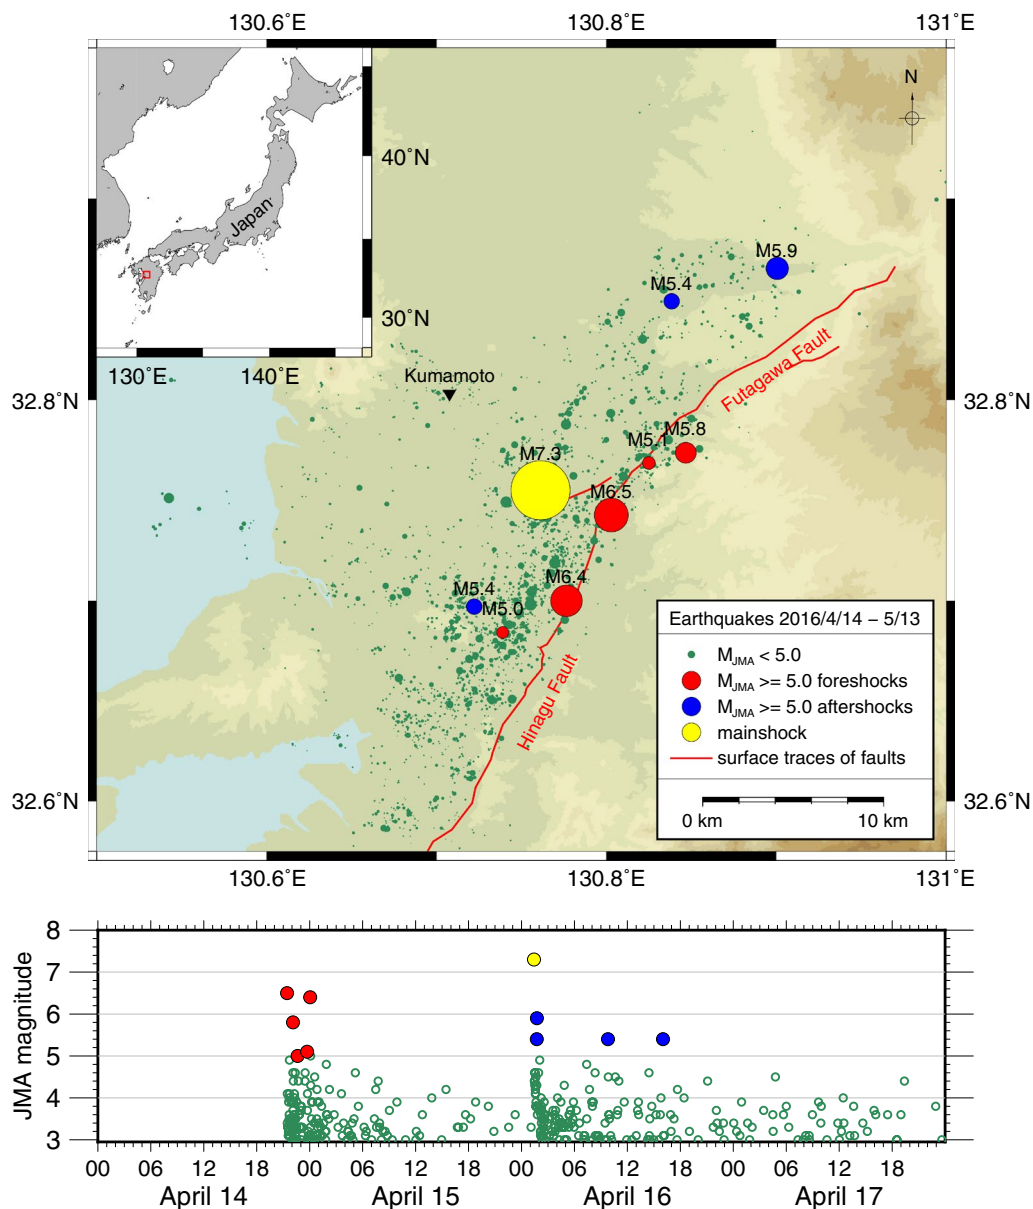 130.6˚E 130.8˚E 131˚E
N
40˚N
Japan
30˚N
130˚E 140˚E
M5.9
M5.4
Kumamoto
32.8˚N 32.8˚N
Futagawa Fault
M5.1 M5.8
M7.3
M6.5
M6.4
M5.4
M5.0
Hinagu Fault
Earthquakes 2016/4/14 – 5/13
MJMA < 5.0
MJMA >= 5.0 foreshocks
MJMA >= 5.0 aftershocks
mainshock
surface traces of faults
0 km 10 km
32.6˚N 32.6˚N
130.6˚E 130.8˚E 131˚E
JMA magnitude
8
7
6
5
4
3
00 06 12 18 00 06 12 18 00 06 12 18 00 06 12 18
April 14 April 15 April 16 April 17